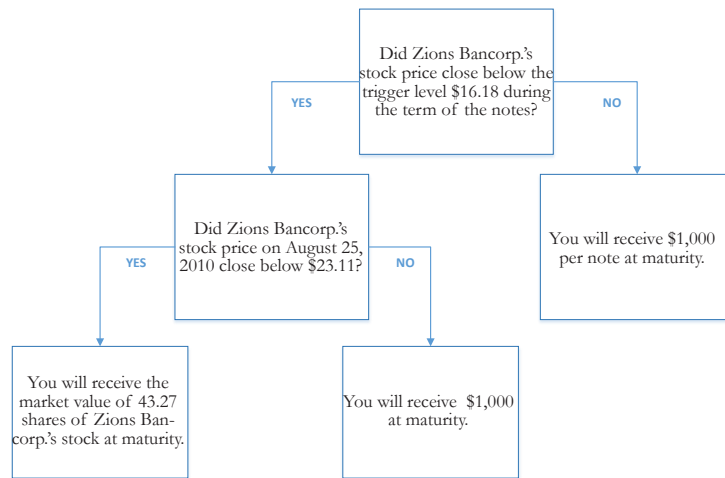 Did Zions Bancorp.'s
stock price close below the
trigger level $16.18 during
the term of the notes?
YES
NO
Did Zions Bancorp.'s
stock price on August 25,
2010 close below $23.11?
You will receive $1,000
per note at maturity.
YES
NO
You will receive the
market value of 43.27
shares of Zions Ban-
corp.'s stock at maturity.
You will receive $1,000
at maturity.